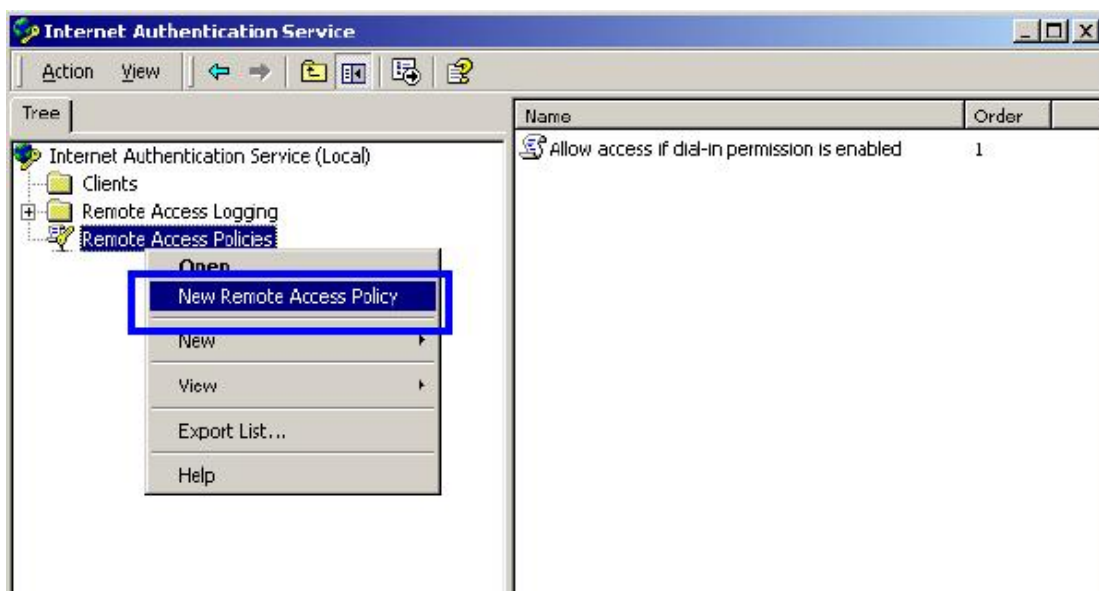 Internet Authentication Service
Action View
Tree
Name Order
Internet Authentication Service (Local)
Allow access if dial-in permission is enabled 1
Clients
Remote Access Logging
Remote Access Policies
Open
New Remote Access Policy
New
View
Export List...
Help